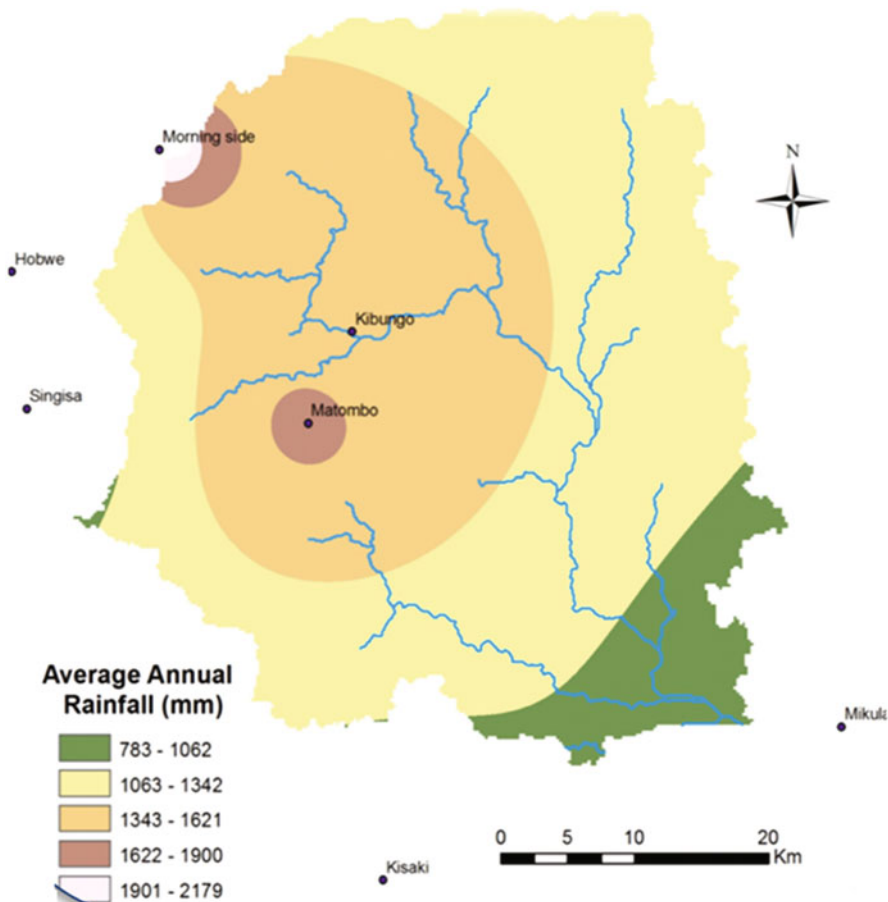 N
Morning side
Hobwe
Kibungo
Singisa
Matombo
Average Annual
Rainfall (mm)
783 - 1062
1063 - 1342
1343 - 1621
1622 - 1900
1901 - 2179
Mikula
0 5 10 20
Km
Kisaki